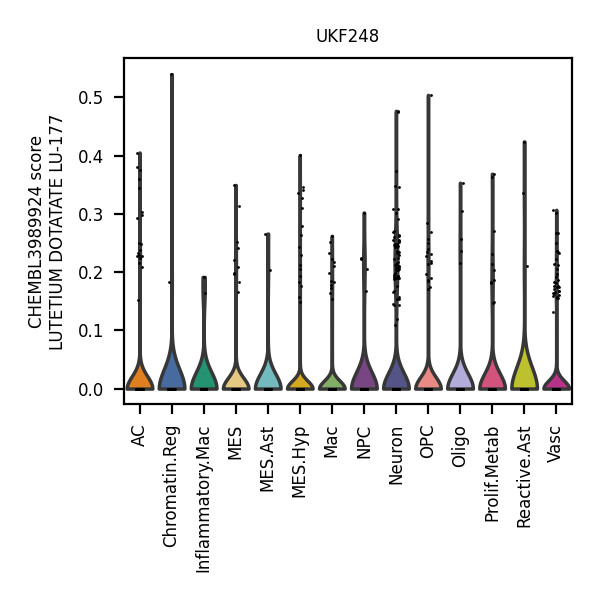 UKF248
CHEMBL3989924 score
LUTETIUM DOTATATE LU-177
0.5
0.4
0.3
0.2
0.1
0.0
AC
Chromatin.Reg
Inflammatory.Mac
MES
MES.Ast
MES.Hyp
Mac
NPC
Neuron
OPC
Oligo
Prolif.Metab
Reactive.Ast
Vasc